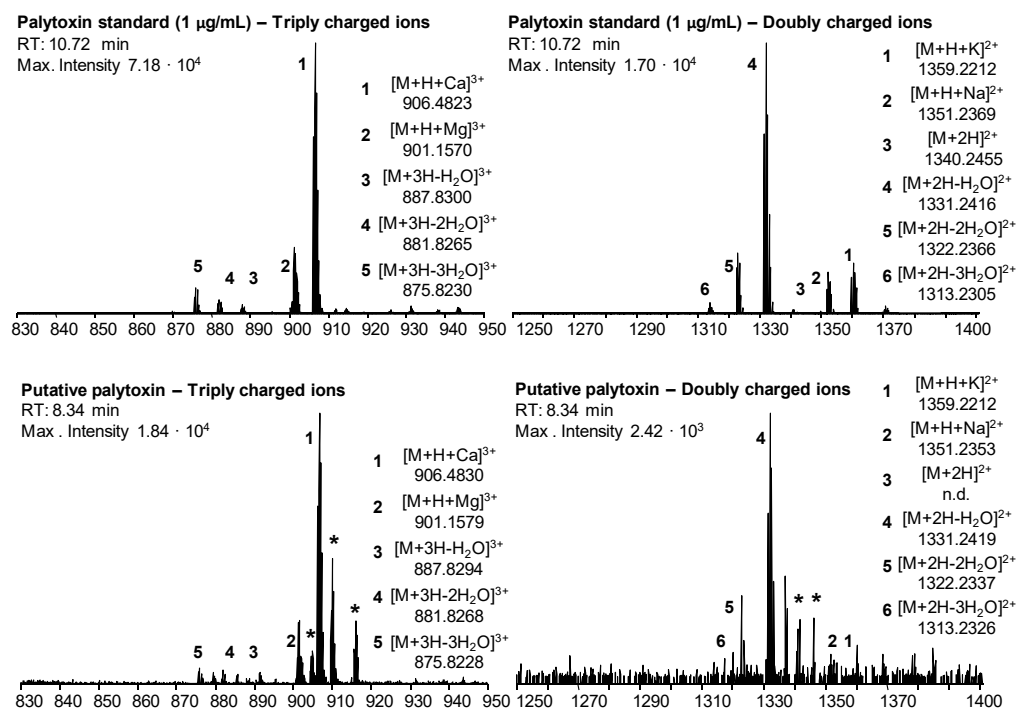 Palytoxin standard (1 μg/mL) – Triply charged ions
RT: 10.72 min
Max. Intensity 7.18 · 10⁴
1
1 [M+H+Ca]³⁺
906.4823
2 [M+H+Mg]³⁺
901.1570
3 [M+3H-H₂O]³⁺
887.8300
4 [M+3H-2H₂O]³⁺
881.8265
5 [M+3H-3H₂O]³⁺
875.8230
5 4 3 2
830 840 850 860 870 880 890 900 910 920 930 940 950
Palytoxin standard (1 μg/mL) – Doubly charged ions
RT: 10.72 min
Max. Intensity 1.70 · 10⁴
4
1 [M+H+K]²⁺
1359.2212
2 [M+H+Na]²⁺
1351.2369
3 [M+2H]²⁺
1340.2455
4 [M+2H-H₂O]²⁺
1331.2416
5 [M+2H-2H₂O]²⁺
1322.2366
6 [M+2H-3H₂O]²⁺
1313.2305
6 5 3 2 1
1250 1270 1290 1310 1330 1350 1370 1400
Putative palytoxin – Triply charged ions
RT: 8.34 min
Max . Intensity 1.84 · 10⁴
1
1 [M+H+Ca]³⁺
906.4830
2 [M+H+Mg]³⁺
901.1579
3 [M+3H-H₂O]³⁺
887.8294
4 [M+3H-2H₂O]³⁺
881.8268
5 [M+3H-3H₂O]³⁺
875.8228
5 4 3 2 * * *
830 840 850 860 870 880 890 900 910 920 930 940 950
Putative palytoxin – Doubly charged ions
RT: 8.34 min
Max . Intensity 2.42 · 10³
4
1 [M+H+K]²⁺
1359.2212
2 [M+H+Na]²⁺
1351.2353
3 [M+2H]²⁺
n.d.
4 [M+2H-H₂O]²⁺
1331.2419
5 [M+2H-2H₂O]²⁺
1322.2337
6 [M+2H-3H₂O]²⁺
1313.2326
6 5 * * 2 1
1250 1270 1290 1310 1330 1350 1370 1400